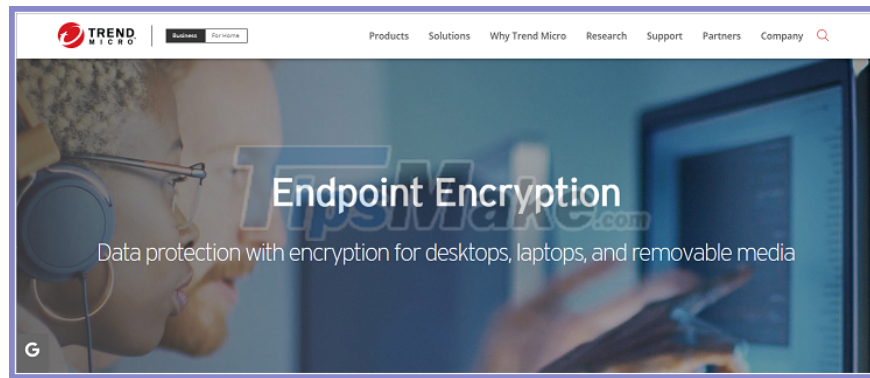 TREND
MICRO
Business For Home
Products Solutions Why Trend Micro Research Support Partners Company
Endpoint Encryption
TipsMake.com
Data protection with encryption for desktops, laptops, and removable media
G